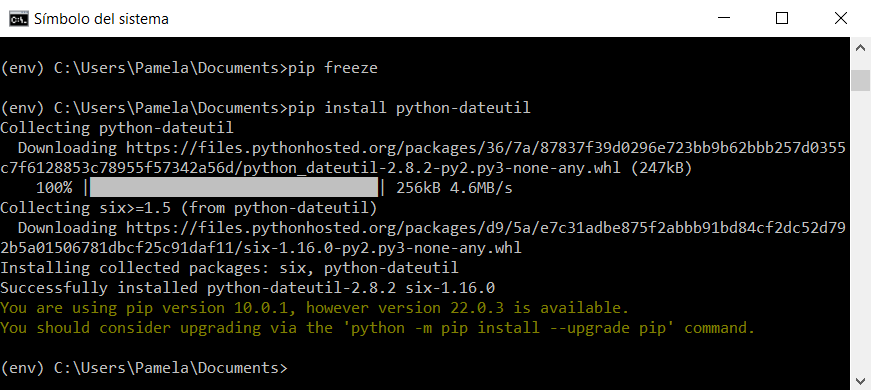 Símbolo del sistema
(env) C:\Users\Pamela\Documents>pip freeze
(env) C:\Users\Pamela\Documents>pip install python-dateutil
Collecting python-dateutil
  Downloading https://files.pythonhosted.org/packages/36/7a/87837f39d0296e723bb9b62bbb257d0355
c7f6128853c78955f57342a56d/python_dateutil-2.8.2-py2.py3-none-any.whl (247kB)
    100% |████████████████████████████████| 256kB 4.6MB/s
Collecting six>=1.5 (from python-dateutil)
  Downloading https://files.pythonhosted.org/packages/d9/5a/e7c31adbe875f2abbb91bd84cf2dc52d79
2b5a01506781dbcf25c91daf11/six-1.16.0-py2.py3-none-any.whl
Installing collected packages: six, python-dateutil
Successfully installed python-dateutil-2.8.2 six-1.16.0
You are using pip version 10.0.1, however version 22.0.3 is available.
You should consider upgrading via the 'python -m pip install --upgrade pip' command.
(env) C:\Users\Pamela\Documents>